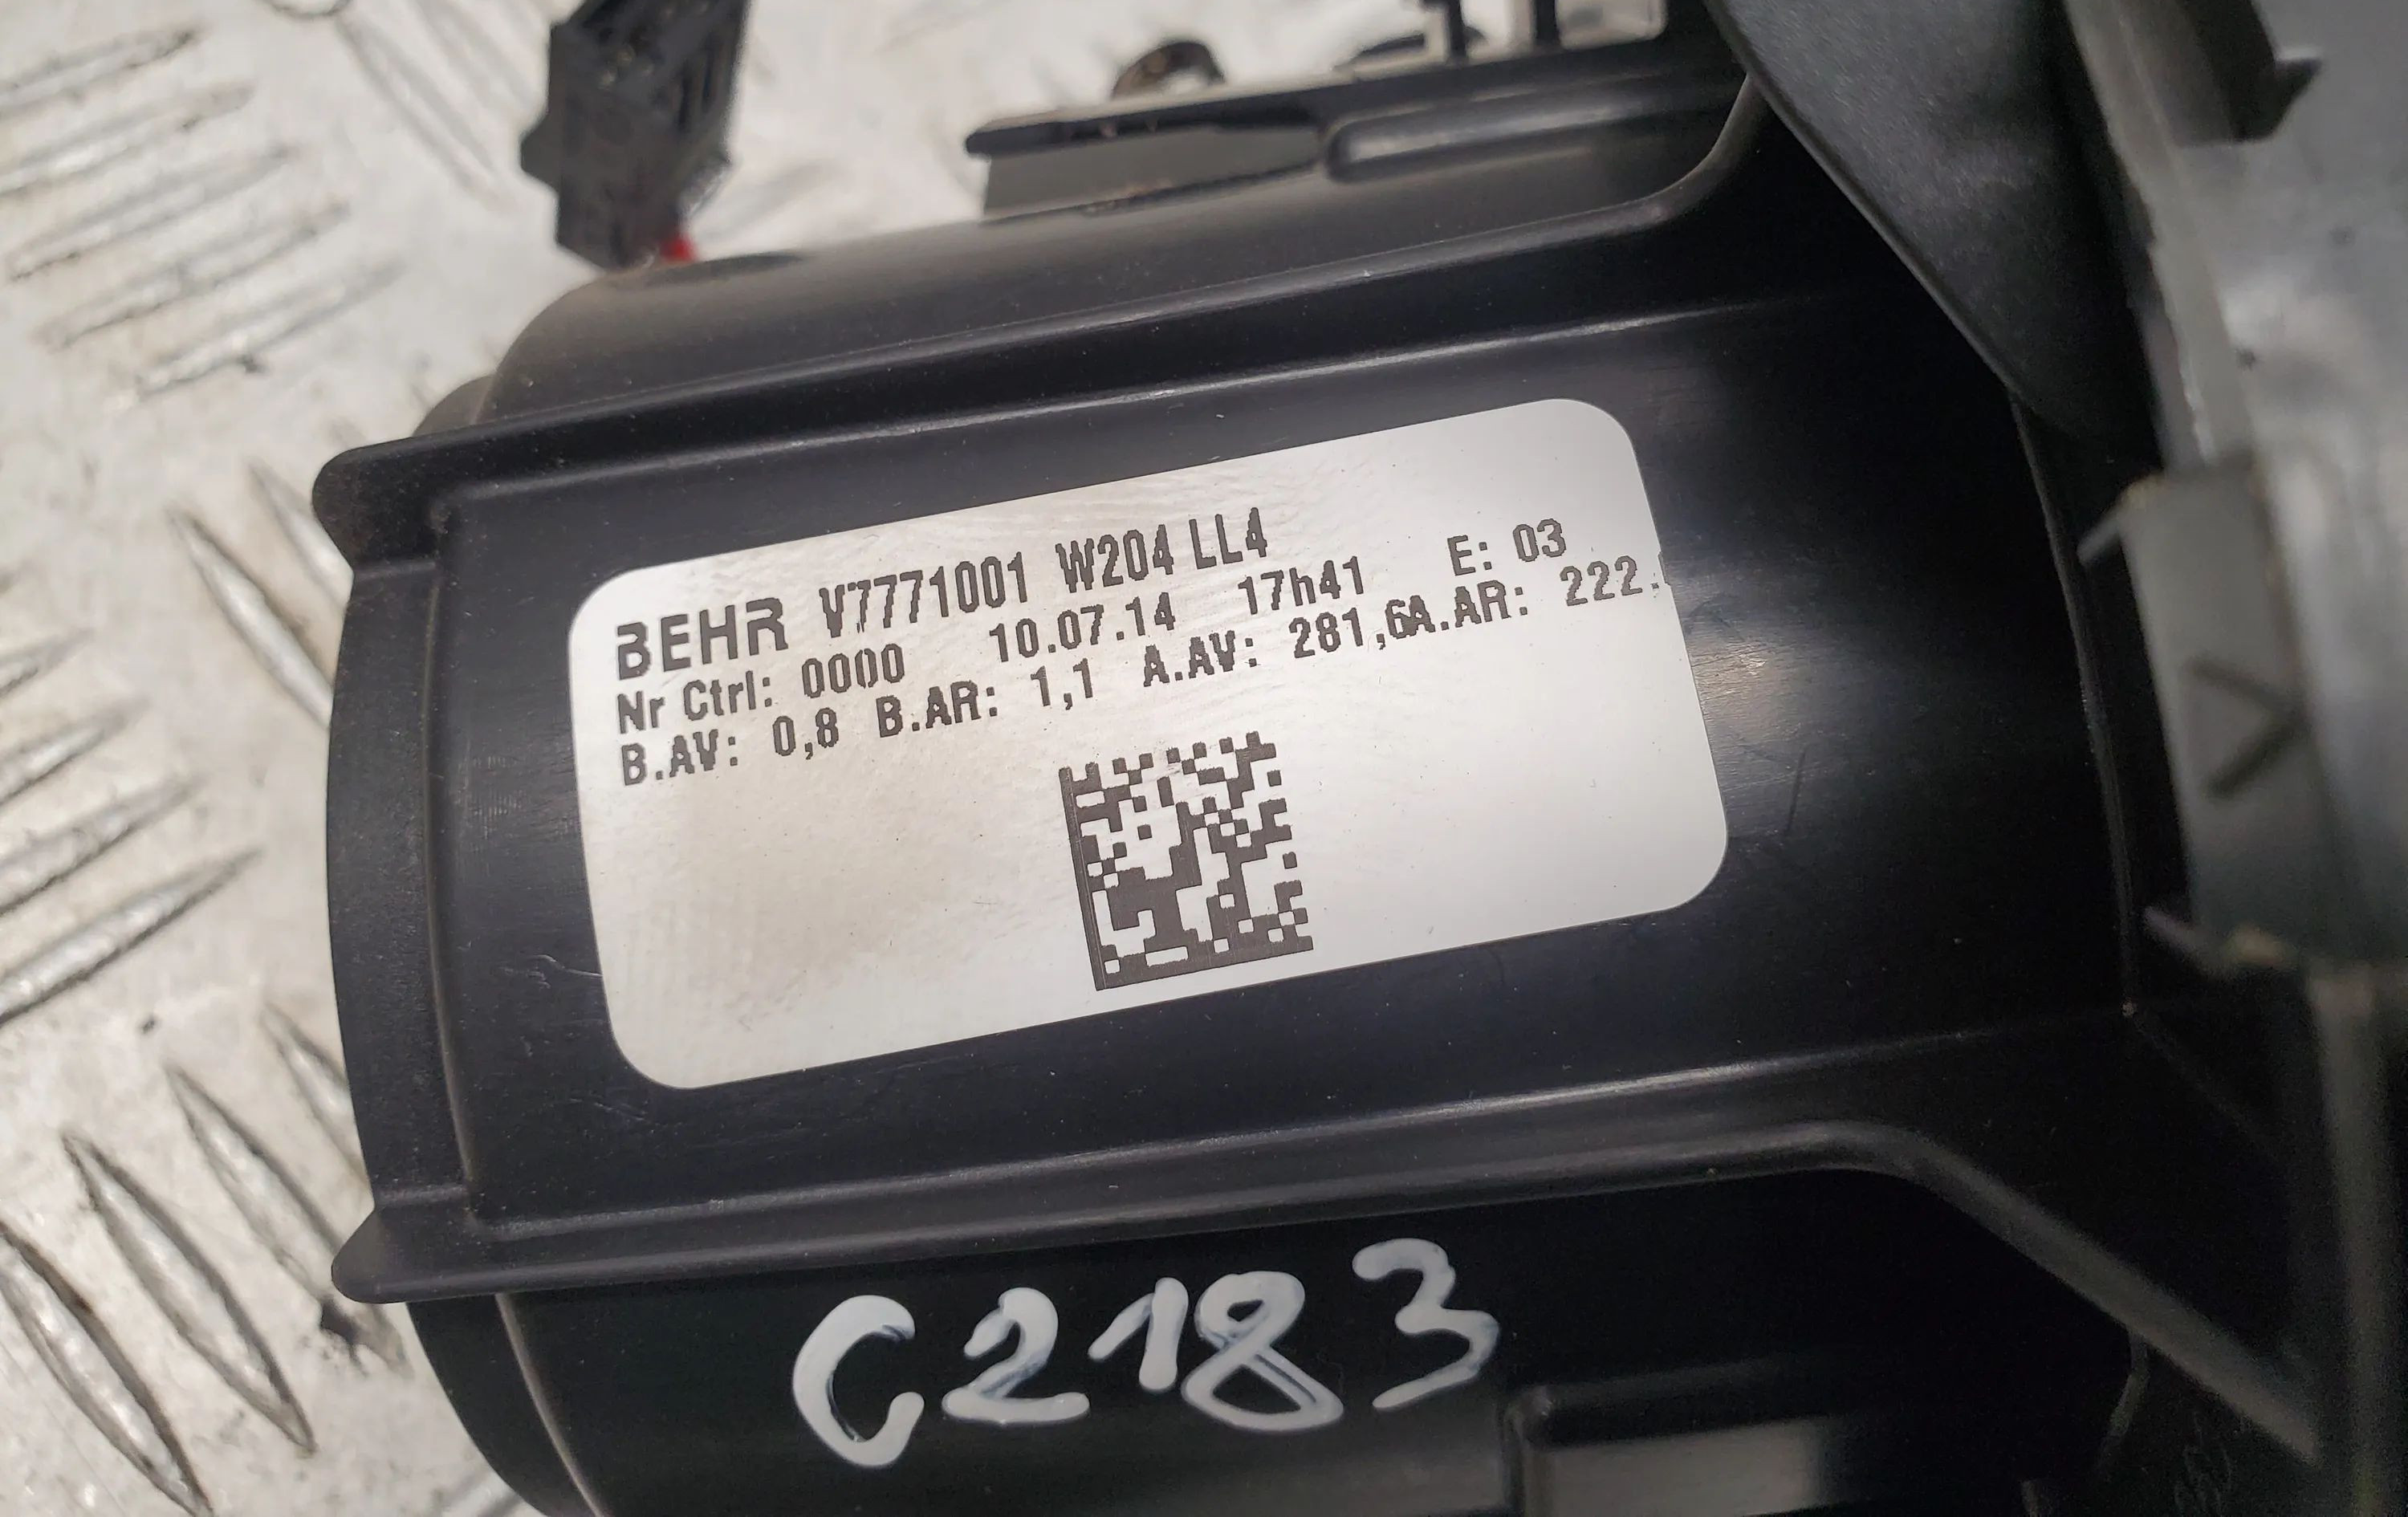 BEHR V7771001 W204 LL4
Nr Ctrl: 0000 10.07.14 17h41 E: 03
B.AV: 0,8 B.AR: 1,1 A.AV: 281,6A.AR: 222.
C2183